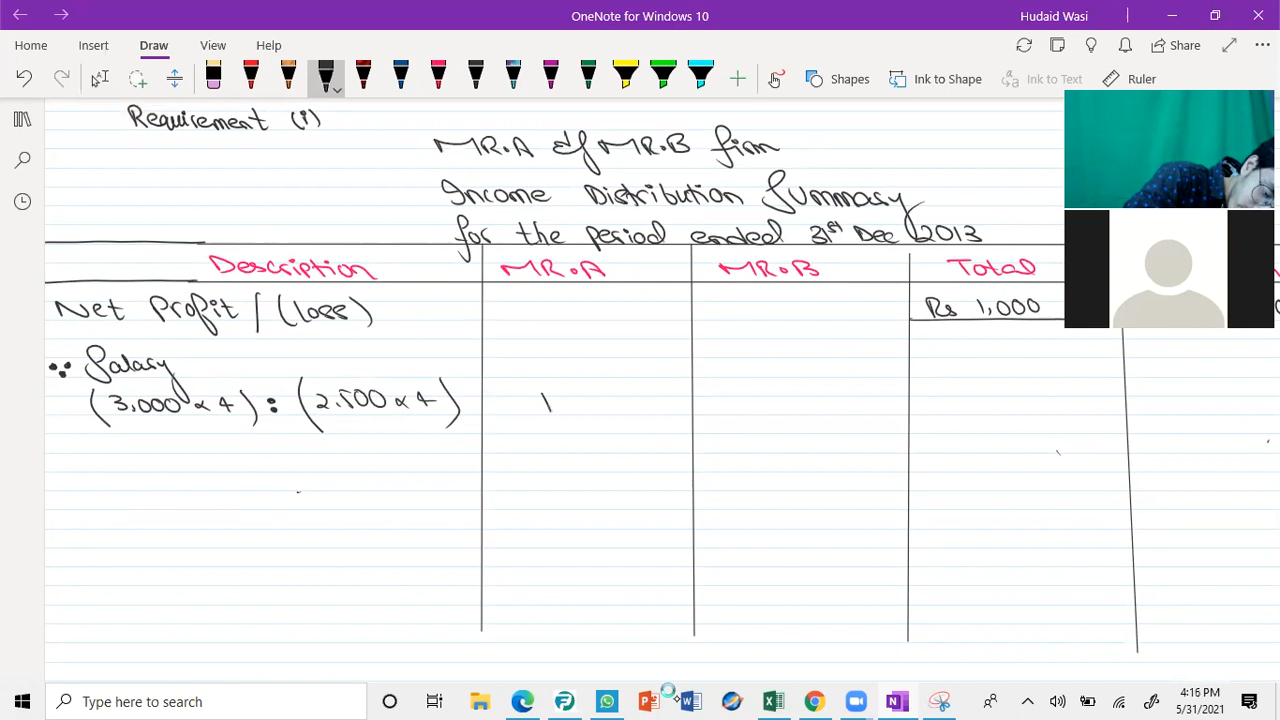 OneNote for Windows 10
Hudaid Wasi
Home Insert Draw View Help
Share
Shapes Ink to Shape Ink to Text Ruler
Requirement (i)
MR.A & MR.B firm
Income Distribution Summary
for the period ended 31st Dec 2013
Description MR.A MR.B Total
Net Profit / (loss) Rs 1,000
Salary
(3,000 x 4) : (2,500 x 4)
Type here to search
4:16 PM
5/31/2021